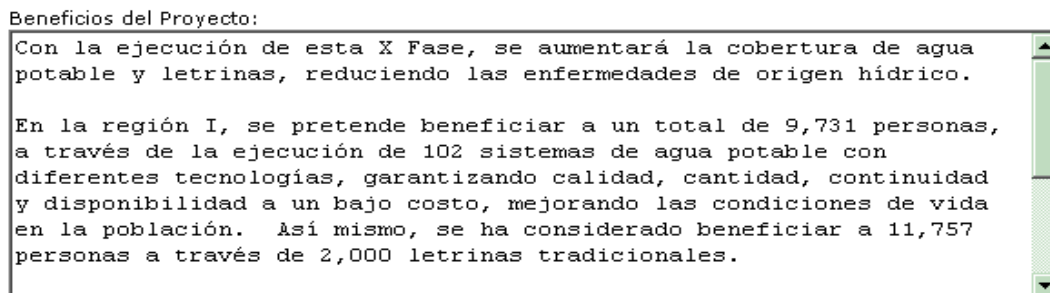 Beneficios del Proyecto:
Con la ejecución de esta X Fase, se aumentará la cobertura de agua
potable y letrinas, reduciendo las enfermedades de origen hídrico.
En la región I, se pretende beneficiar a un total de 9,731 personas,
a través de la ejecución de 102 sistemas de agua potable con
diferentes tecnologías, garantizando calidad, cantidad, continuidad
y disponibilidad a un bajo costo, mejorando las condiciones de vida
en la población.  Así mismo, se ha considerado beneficiar a 11,757
personas a través de 2,000 letrinas tradicionales.